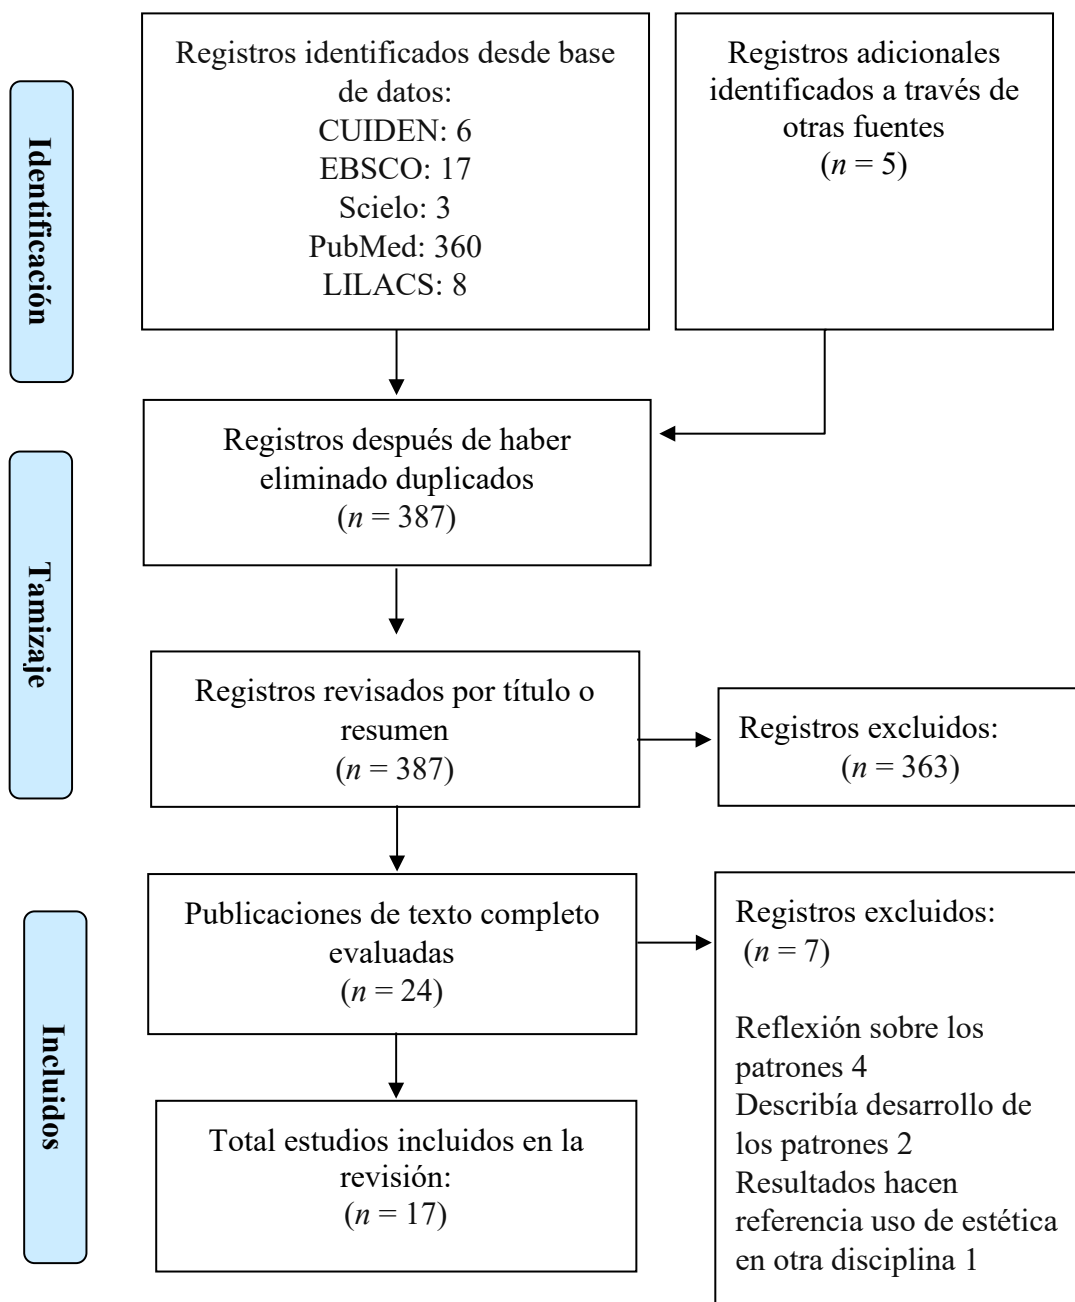 Identificación
Registros identificados desde base
de datos:
CUIDEN: 6
EBSCO: 17
Scielo: 3
PubMed: 360
LILACS: 8
Registros adicionales
identificados a través de
otras fuentes
(n = 5)
Tamizaje
Registros después de haber
eliminado duplicados
(n = 387)
Registros revisados por título o
resumen
(n = 387)
Registros excluidos:
(n = 363)
Incluidos
Publicaciones de texto completo
evaluadas
(n = 24)
Registros excluidos:
(n = 7)
Reflexión sobre los
patrones 4
Describía desarrollo de
los patrones 2
Resultados hacen
referencia uso de estética
en otra disciplina 1
Total estudios incluidos en la
revisión:
(n = 17)